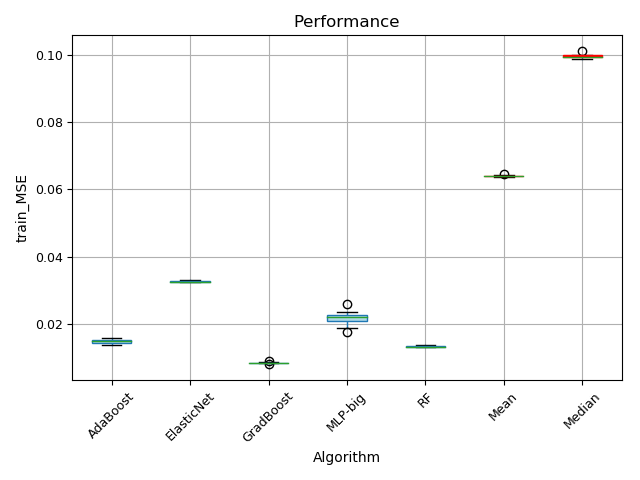 Performance
train_MSE
0.10
0.08
0.06
0.04
0.02
AdaBoost
ElasticNet
GradBoost
MLP-big
RF
Mean
Median
Algorithm